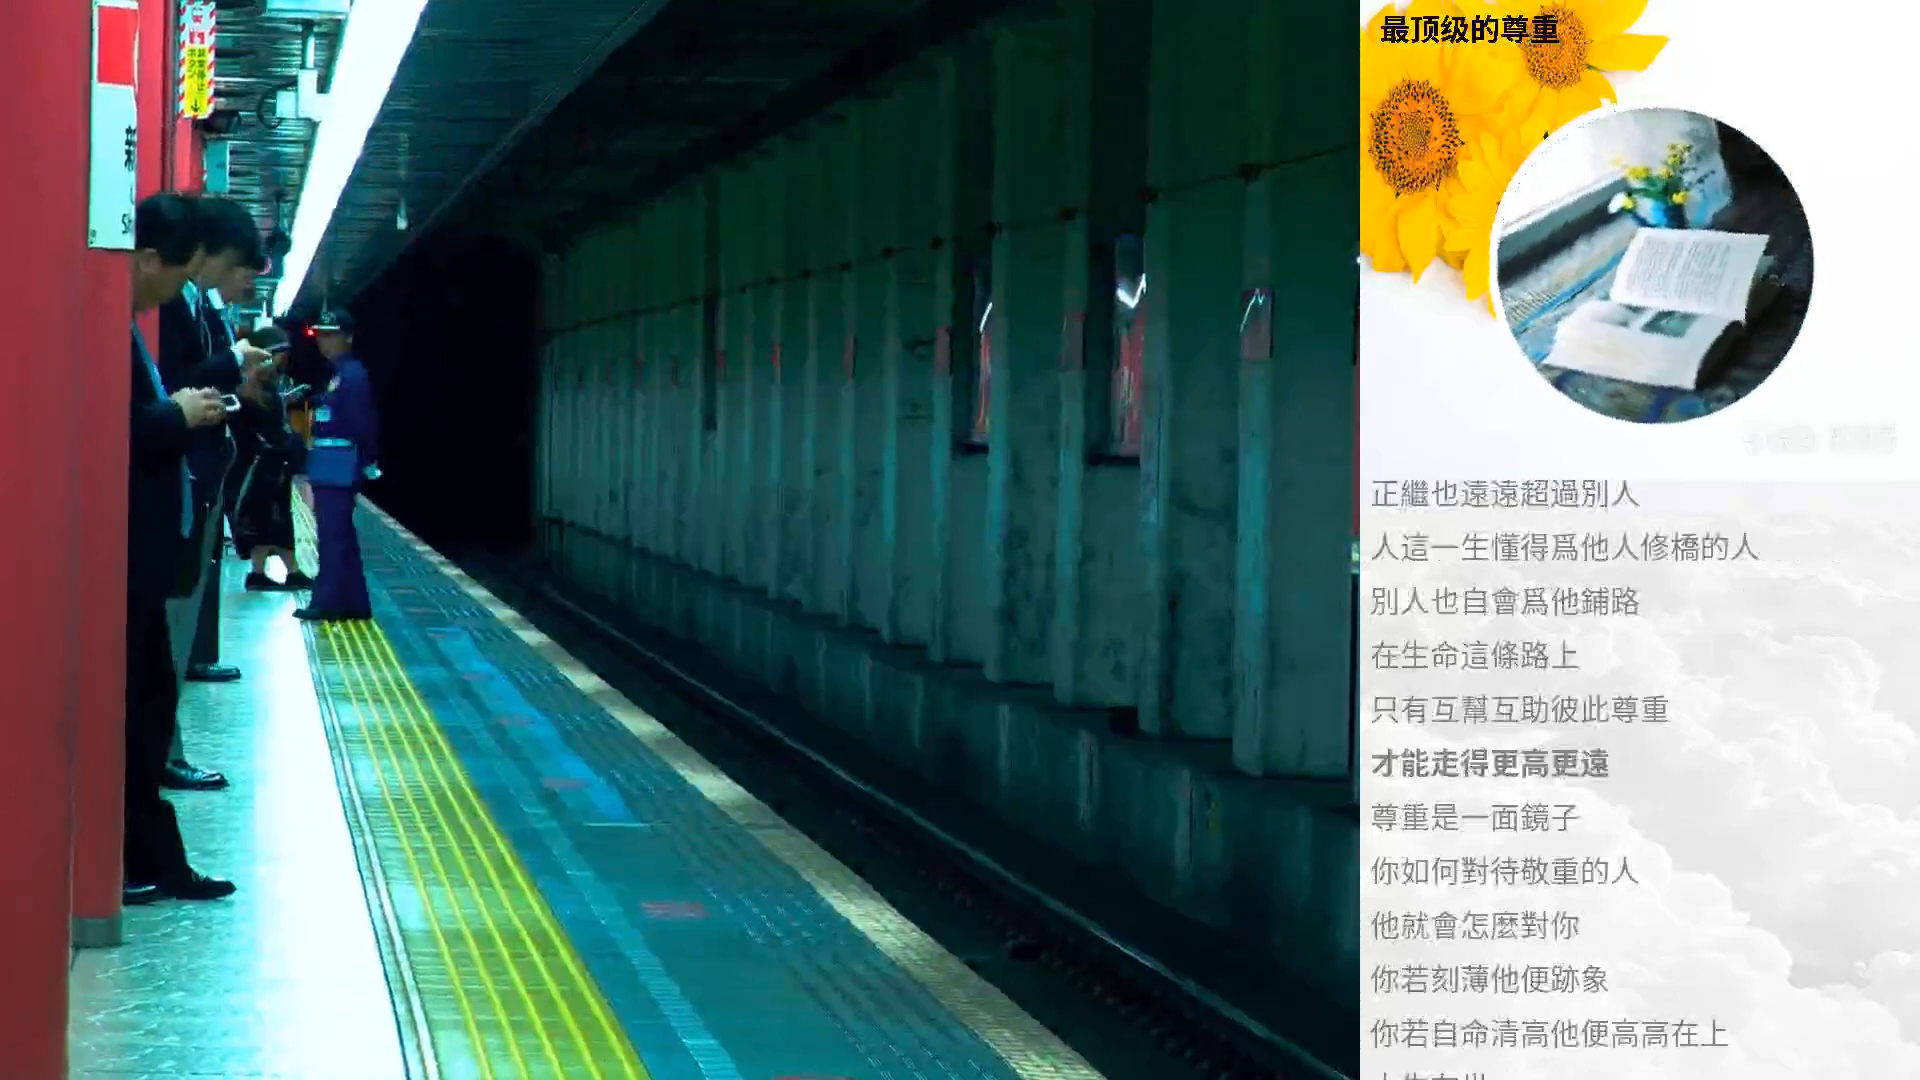 最顶级的尊重
正繼也遠遠超過別人
人這一生懂得爲他人修橋的人
別人也自會爲他鋪路
在生命這條路上
只有互幫互助彼此尊重
才能走得更高更遠
尊重是一面鏡子
你如何對待敬重的人
他就會怎麼對你
你若刻薄他便跡象
你若自命清高他便高高在上